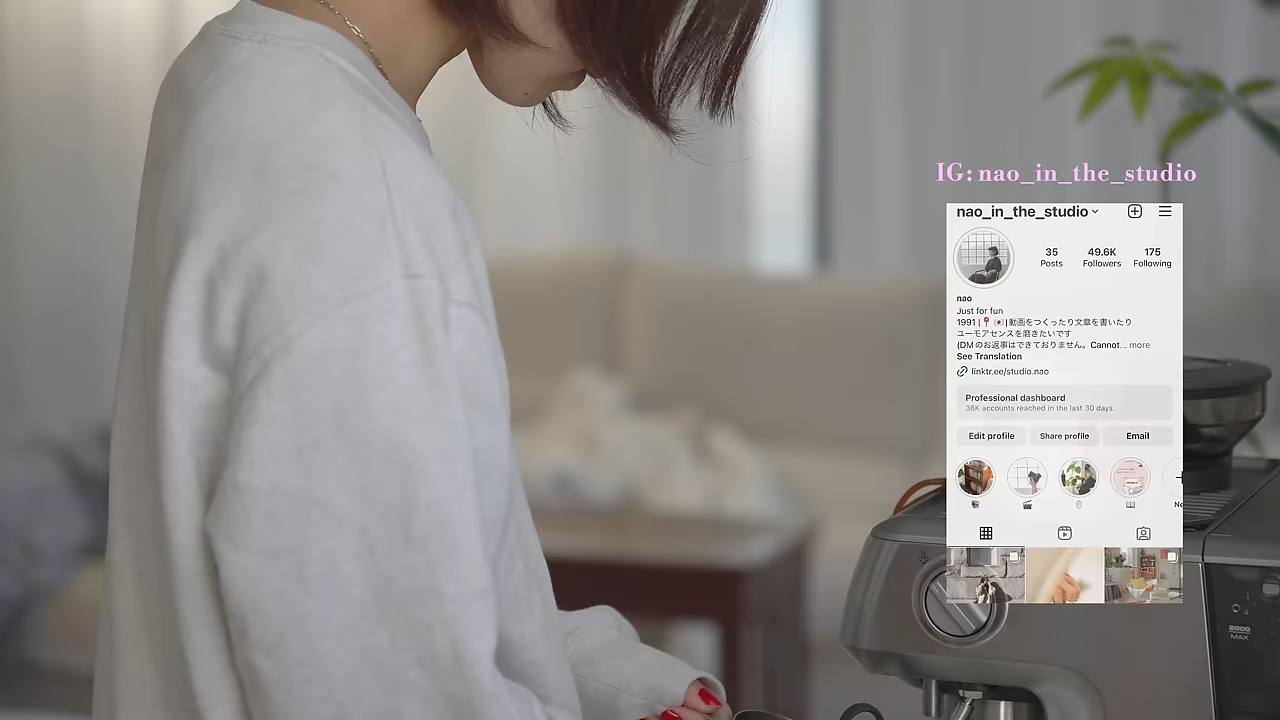 IG: nao_in_the_studio
nao_in_the_studio
35 49.6K 175
Posts Followers Following
nao
Just for fun
1991 |📍🇯🇵| 動画をつくったり文章を書いたり
ユーモアセンスを磨きたいです
(DMのお返事はできておりません。Cannot... more
See Translation
linktr.ee/studio.nao
Professional dashboard
36K accounts reached in the last 30 days.
Edit profile Share profile Email
2000
MAX